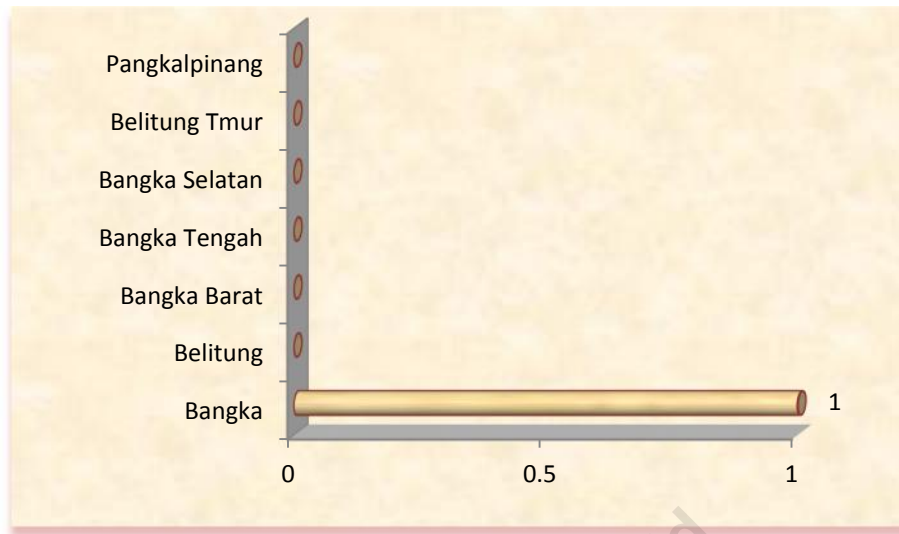 Pangkalpinang
Belitung Tmur
Bangka Selatan
Bangka Tengah
Bangka Barat
Belitung
Bangka
1
0
0.5
1